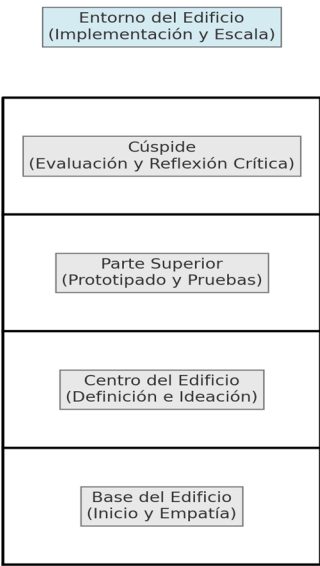 Entorno del Edificio
(Implementación y Escala)
Cúspide
(Evaluación y Reflexión Crítica)
Parte Superior
(Prototipado y Pruebas)
Centro del Edificio
(Definición e Ideación)
Base del Edificio
(Inicio y Empatía)